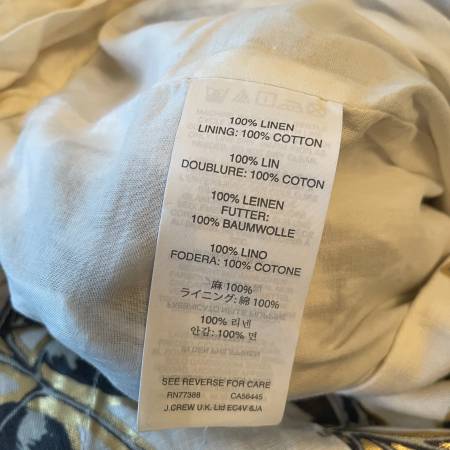 100% LINEN
LINING: 100% COTTON
100% LIN
DOUBLURE: 100% COTON
100% LEINEN
FUTTER:
100% BAUMWOLLE
100% LINO
FODERA: 100% COTONE
麻 100%
ライニング: 綿 100%
100% 리넨
안감: 100% 면
SEE REVERSE FOR CARE
RN77388 CA56445
J.CREW U.K. Ltd EC4V 6JA